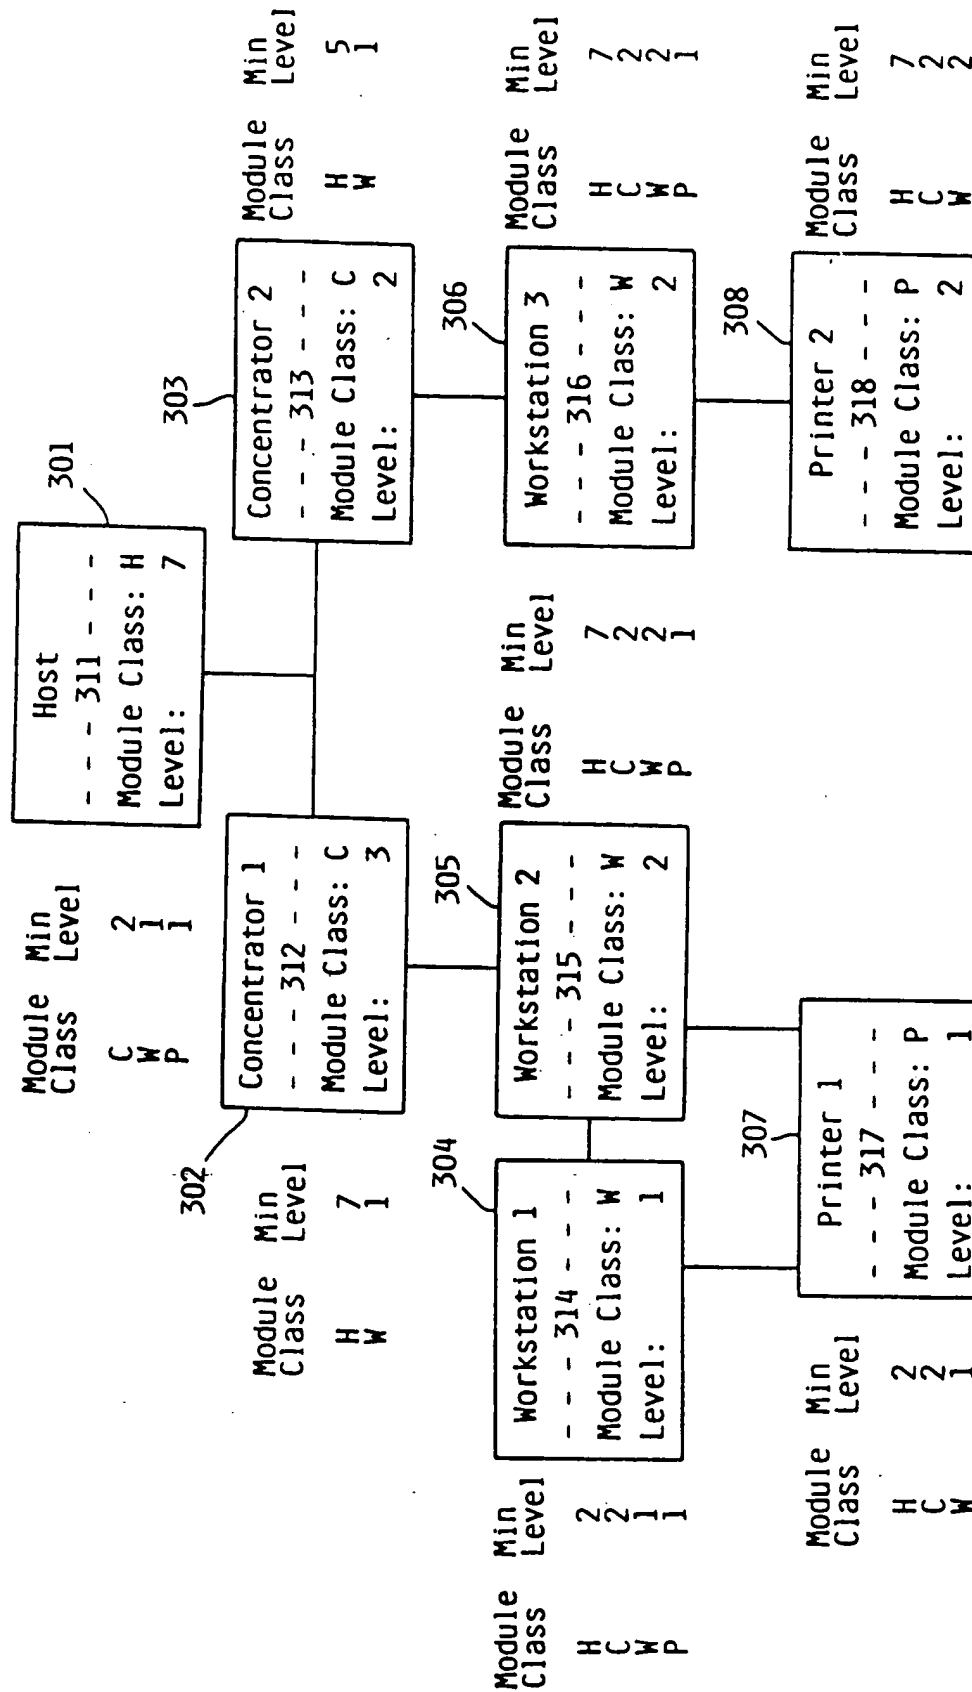 301
Host
- - - 311 - - -
Module Class: H
Level: 7
Module Class Min Level
C 2
W 1
P 1
302
Concentrator 1
- - - 312 - - -
Module Class: C
Level: 3
Module Class Min Level
H 7
W 1
303
Concentrator 2
- - - 313 - - - -
Module Class: C
Level: 2
Module Class Min Level
H 5
W 1
304
Workstation 1
- - - 314 - - - -
Module Class: W
Level: 1
Module Class Min Level
H 2
C 2
W 1
P 1
305
Workstation 2
- - - 315 - - - -
Module Class: W
Level: 2
Module Class Min Level
H 7
C 2
W 2
P 1
306
Workstation 3
- - - 316 - - - -
Module Class: W
Level: 2
Module Class Min Level
H 7
C 2
W 2
P 1
307
Printer 1
- - - 317 - - - -
Module Class: P
Level: 1
Module Class Min Level
H 2
C 2
W 1
308
Printer 2
- - - 318 - - - -
Module Class: P
Level: 2
Module Class Min Level
H 7
C 2
W 2